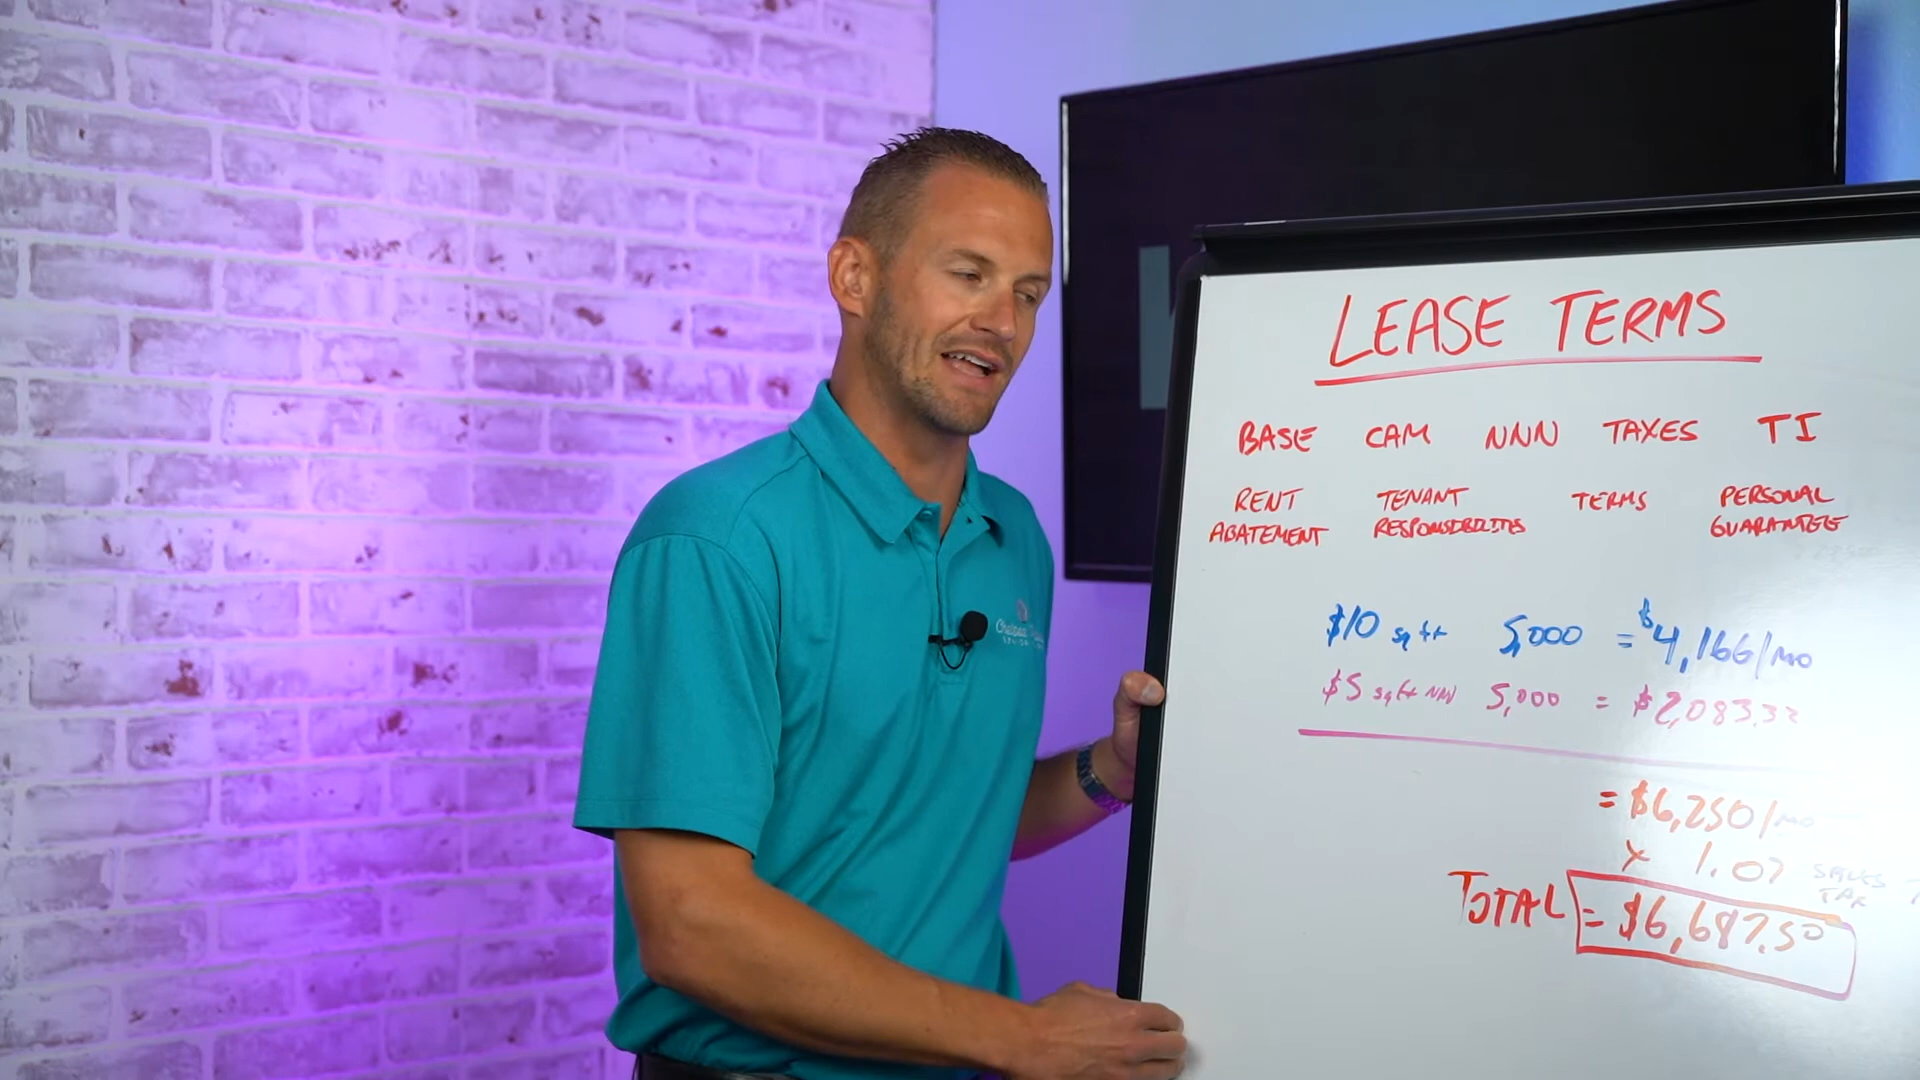 LEASE TERMS
BASE CAM NNN TAXES TI
RENT ABATEMENT
TENANT RESPONSIBILITIES
TERMS
PERSONAL GUARANTEE
$10 sq ft 5,000 = $4,166/mo
$5 sq ft NNN 5,000 = $2,083.33
= $6,250/mo
x 1.07 SALES TAX
TOTAL = $6,687.50